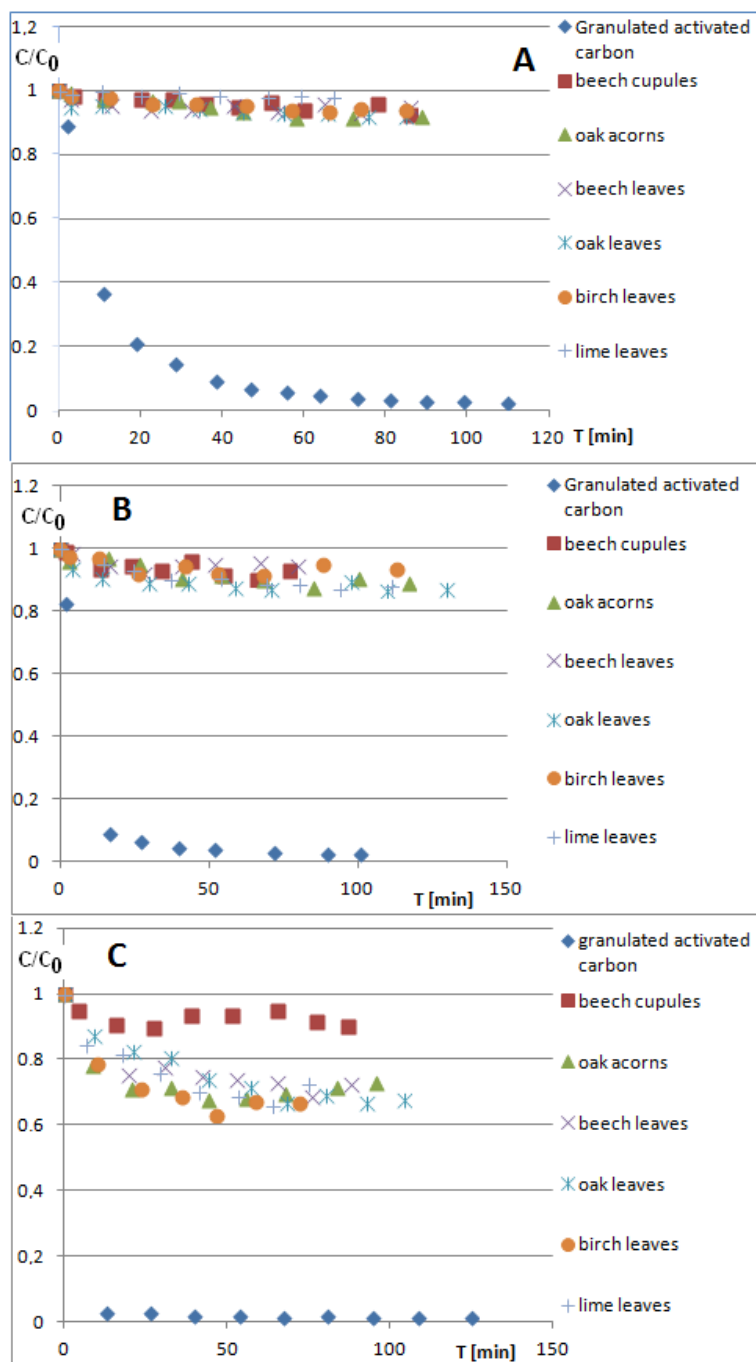 1,2
C/C0
1
0.8
0.6
0.4
0.2
0
0
20
40
60
80
100
120
T [min]
A
Granulated activated
carbon
beech cupules
oak acorns
beech leaves
oak leaves
birch leaves
lime leaves
1.2
C/C0
1
0.8
0.6
0.4
0,2
0
0
50
100
150
T [min]
B
Granulated activated
carbon
beech cupules
oak acorns
beech leaves
oak leaves
birch leaves
lime leaves
1.2
C/C0
1
0.8
0.6
0.4
0,2
0
0
50
100
150
T [min]
C
granulated activated
carbon
beech cupules
oak acorns
beech leaves
oak leaves
birch leaves
lime leaves